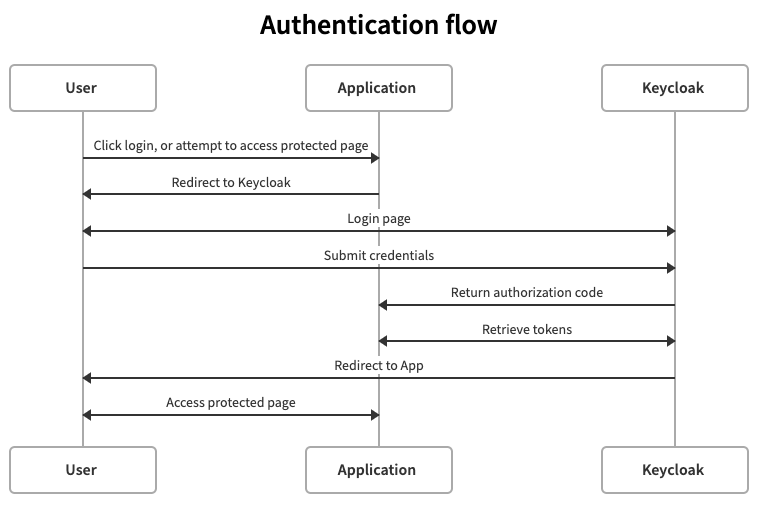 Authentication flow
User
Application
Keycloak
Click login, or attempt to access protected page
Redirect to Keycloak
Login page
Submit credentials
Return authorization code
Retrieve tokens
Redirect to App
Access protected page
User
Application
Keycloak